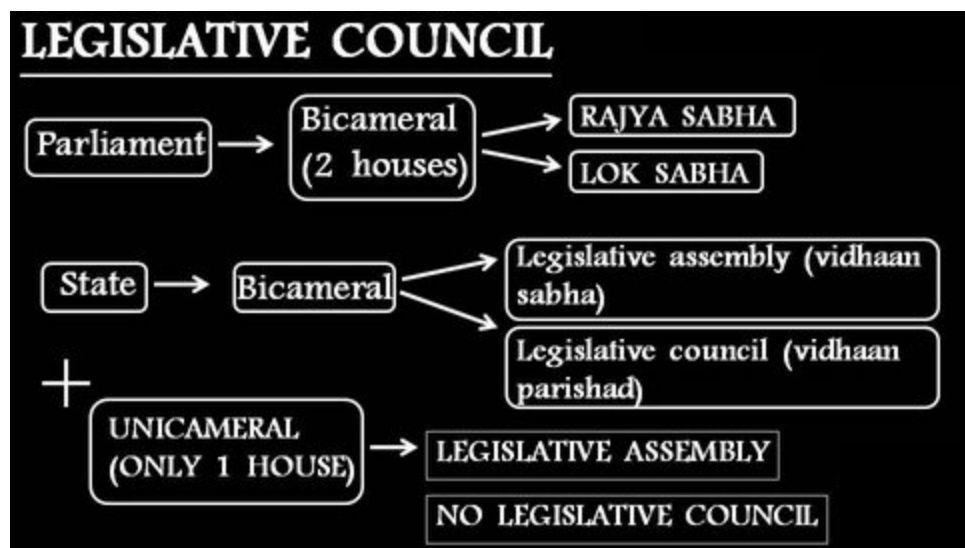 LEGISLATIVE COUNCIL
Parliament
Bicameral
(2 houses)
RAJYA SABHA
LOK SABHA
State
Bicameral
Legislative assembly (vidhaan
sabha)
Legislative council (vidhaan
parishad)
UNICAMERAL
(ONLY 1 HOUSE)
LEGISLATIVE ASSEMBLY
NO LEGISLATIVE COUNCIL